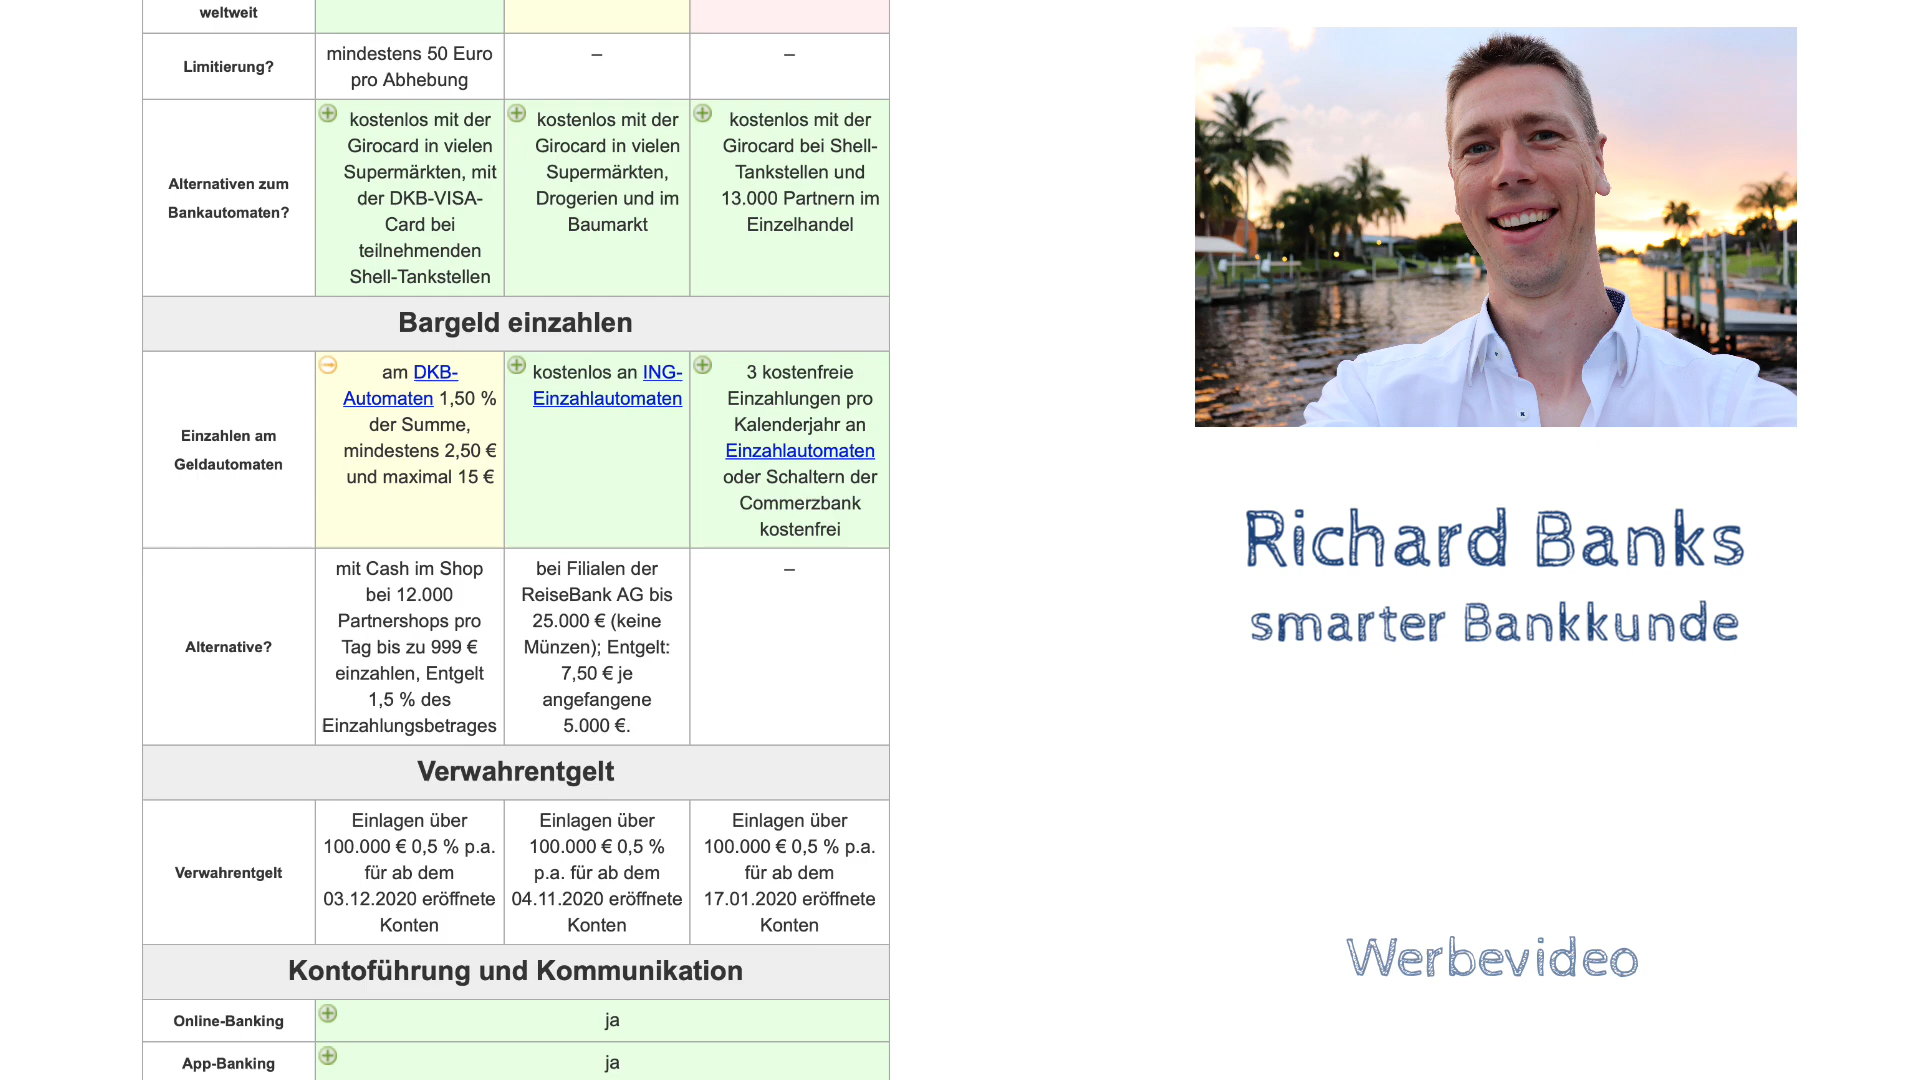 weltweit
Limitierung?
mindestens 50 Euro
pro Abhebung
–
–
Alternativen zum
Bankautomaten?
kostenlos mit der
Girocard in vielen
Supermärkten, mit
der DKB-VISA-
Card bei
teilnehmenden
Shell-Tankstellen
kostenlos mit der
Girocard in vielen
Supermärkten,
Drogerien und im
Baumarkt
kostenlos mit der
Girocard bei Shell-
Tankstellen und
13.000 Partnern im
Einzelhandel
Bargeld einzahlen
Einzahlen am
Geldautomaten
am DKB-
Automaten 1,50 %
der Summe,
mindestens 2,50 €
und maximal 15 €
kostenlos an ING-
Einzahlautomaten
3 kostenfreie
Einzahlungen pro
Kalenderjahr an
Einzahlautomaten
oder Schaltern der
Commerzbank
kostenfrei
Alternative?
mit Cash im Shop
bei 12.000
Partnershops pro
Tag bis zu 999 €
einzahlen, Entgelt
1,5 % des
Einzahlungsbetrages
bei Filialen der
ReiseBank AG bis
25.000 € (keine
Münzen); Entgelt:
7,50 € je
angefangene
5.000 €.
–
Verwahrentgelt
Verwahrentgelt
Einlagen über
100.000 € 0,5 % p.a.
für ab dem
03.12.2020 eröffnete
Konten
Einlagen über
100.000 € 0,5 %
p.a. für ab dem
04.11.2020 eröffnete
Konten
Einlagen über
100.000 € 0,5 % p.a.
für ab dem
17.01.2020 eröffnete
Konten
Kontoführung und Kommunikation
Online-Banking
ja
App-Banking
ja
Richard Banks
smarter Bankkunde
Werbevideo